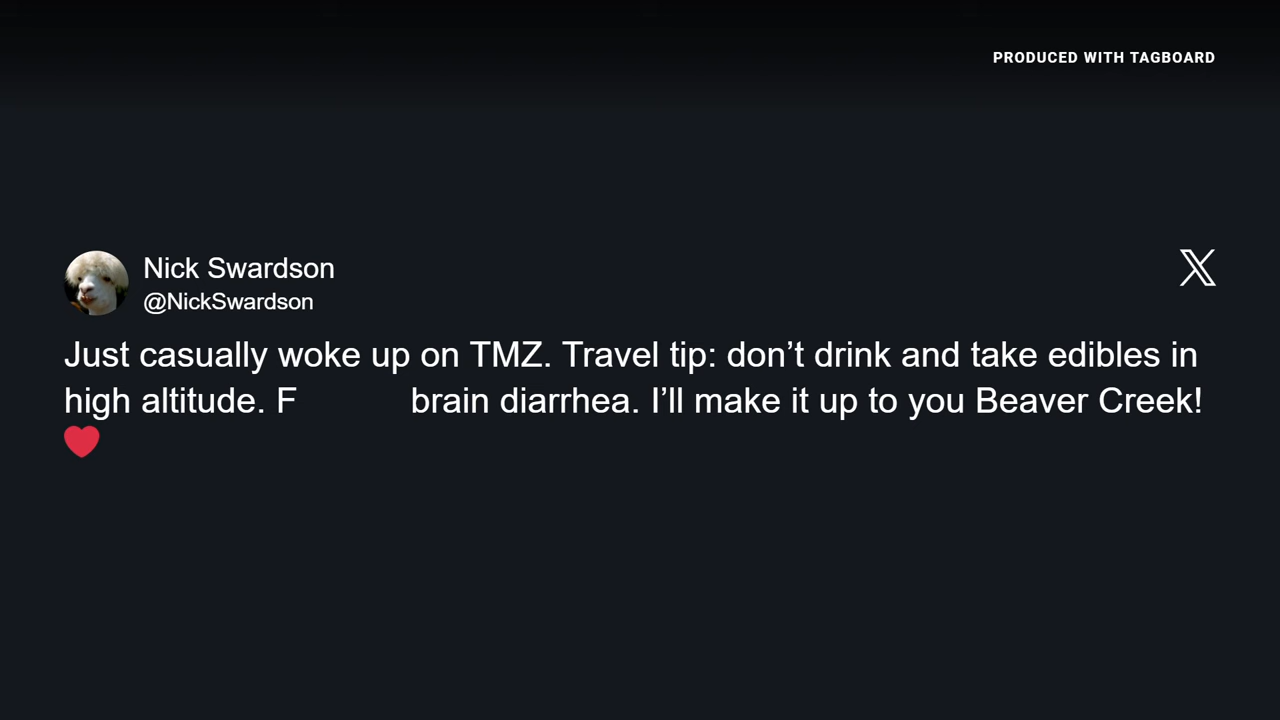 PRODUCED WITH TAGBOARD
Nick Swardson
@NickSwardson
Just casually woke up on TMZ. Travel tip: don’t drink and take edibles in
high altitude. F brain diarrhea. I’ll make it up to you Beaver Creek!
❤️